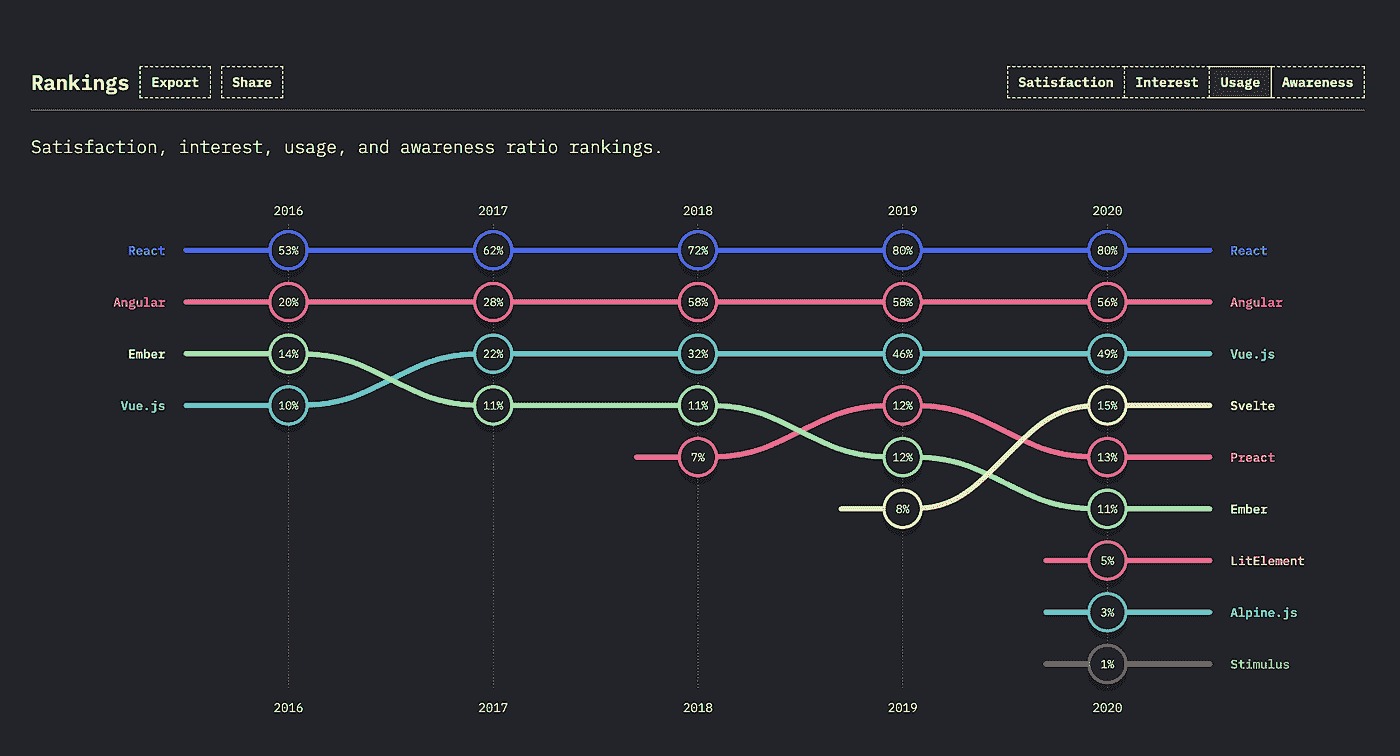 Rankings Export Share Satisfaction Interest Usage Awareness
Satisfaction, interest, usage, and awareness ratio rankings.
2016 2017 2018 2019 2020
React 53% 62% 72% 80% 80% React
Angular 20% 28% 58% 58% 56% Angular
Ember 14% 22% 32% 46% 49% Vue.js
Vue.js 10% 11% 11% 12% 15% Svelte
7% 12% 13% Preact
8% 11% Ember
5% LitElement
3% Alpine.js
1% Stimulus
2016 2017 2018 2019 2020